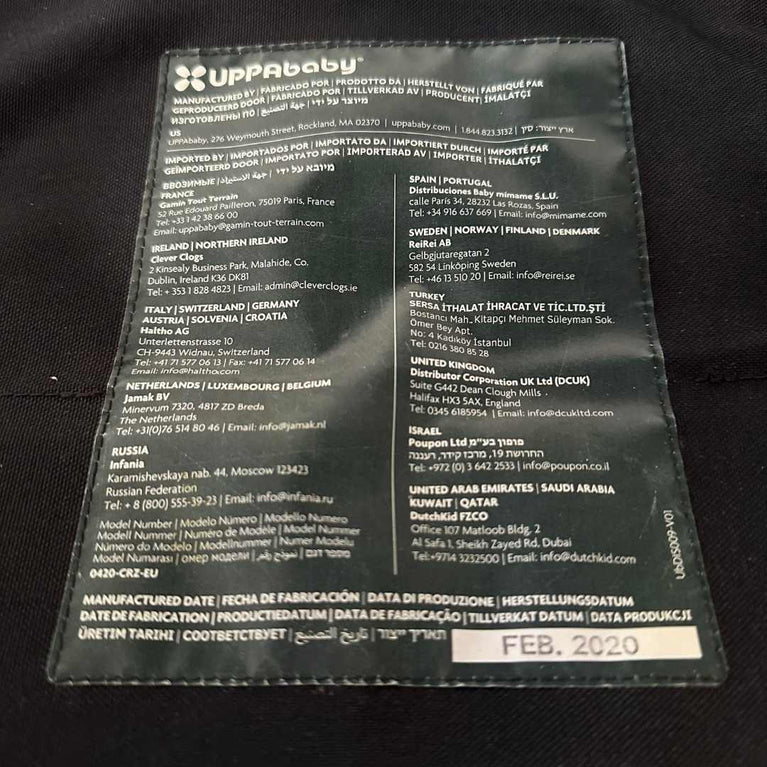 UPPAbaby®
MANUFACTURED BY | FABRICADO POR | PRODOTTO DA | HERSTELLT VON | FABRIQUÉ PAR
GEPRODUCEERD DOOR | FABRICADO POR | TILLVERKAD AV | PRODUCENT | İMALATÇI
ИЗГОТОВЛЕНЫ ПО | جهة التصنيع | מיוצר על ידי
US
UPPAbaby, 276 Weymouth Street, Rockland, MA 02370 | uppababy.com | 1.844.823.3132 | ארץ ייצור: סין
IMPORTED BY | IMPORTADOS POR | IMPORTATO DA | IMPORTIERT DURCH | IMPORTÉ PAR
GEÏMPORTEERD DOOR | IMPORTATO POR | IMPORTERAD AV | IMPORTER | İTHALATÇI
ВВОЗИМЫЕ | جهة الاستيراد | מיובא על ידי
FRANCE
Gamin Tout Terrain
52 Rue Edouard Pailleron, 75019 Paris, France
Tel: +33 1 42 38 66 00
Email: uppababy@gamin-tout-terrain.com
IRELAND | NORTHERN IRELAND
Clever Clogs
2 Kinsealy Business Park, Malahide, Co.
Dublin, Ireland K36 DK81
Tel: + 353 1 828 4823 | Email: admin@cleverclogs.ie
ITALY | SWITZERLAND | GERMANY
AUSTRIA | SOLVENIA | CROATIA
Haltho AG
Unterlettenstrasse 10
CH-9443 Widnau, Switzerland
Tel: +41 71 577 06 13 | Fax: +41 71 577 06 14
Email: info@haltho.com
NETHERLANDS | LUXEMBOURG | BELGIUM
Jamak BV
Minervum 7320, 4817 ZD Breda
The Netherlands
Tel: +31(0)76 514 80 46 | Email: info@jamak.nl
RUSSIA
Infania
Karamishevskaya nab. 44, Moscow 123423
Russian Federation
Tel: + 8 (800) 555-39-23 | Email: info@infania.ru
Model Number | Modelo Número | Modello Numero
Modell Nummer | Numéro de Modèle | Model Nummer
Número do Modelo | Modellnummer | Numer Modelu
Model Numarası | омер модели | نموذج رقم | מספר דגם
0420-CRZ-EU
SPAIN | PORTUGAL
Distribuciones Baby mimame S.L.U.
calle París 34, 28232 Las Rozas, Spain
Tel: +34 916 637 669 | Email: info@mimame.com
SWEDEN | NORWAY | FINLAND | DENMARK
ReiRei AB
Gelbgjutaregatan 2
582 54 Linköping Sweden
Tel: +46 13 510 20 | Email: info@reirei.se
TURKEY
SERSA İTHALAT İHRACAT VE TİC.LTD.ŞTİ
Bostancı Mah. Kitapçı Mehmet Süleyman Sok.
Omer Bey Apt.
No: 4 Kadıköy İstanbul
Tel: 0216 380 85 28
UNITED KINGDOM
Distributor Corporation UK Ltd (DCUK)
Suite G442 Dean Clough Mills
Halifax HX3 5AX, England
Tel: 0345 6185954 | Email: info@dcukltd.com
ISRAEL
Poupon Ltd פופון בע"מ
החרושת 19, מרכז קידר, רעננה
Tel: +972 (0) 3 642 2533 | info@poupon.co.il
UNITED ARAB EMIRATES | SAUDI ARABIA
KUWAIT | QATAR
DutchKid FZCO
Office 107 Matloob Bldg, 2
Al Safa 1, Sheikh Zayed Rd, Dubai
Tel:+9714 3232500 | Email: info@dutchkid.com
UbDIS009-V01
MANUFACTURED DATE | FECHA DE FABRICACIÓN | DATA DI PRODUZIONE | HERSTELLUNGSDATUM
DATE DE FABRICATION | PRODUCTIEDATUM | DATA DE FABRICAÇÃO | TILLVERKAT DATUM | DATA PRODUKCJI
ÜRETIM TARIHI | СООТВЕТСТВУЕТ | تاريخ التصنيع | תאריך ייצור
FEB. 2020